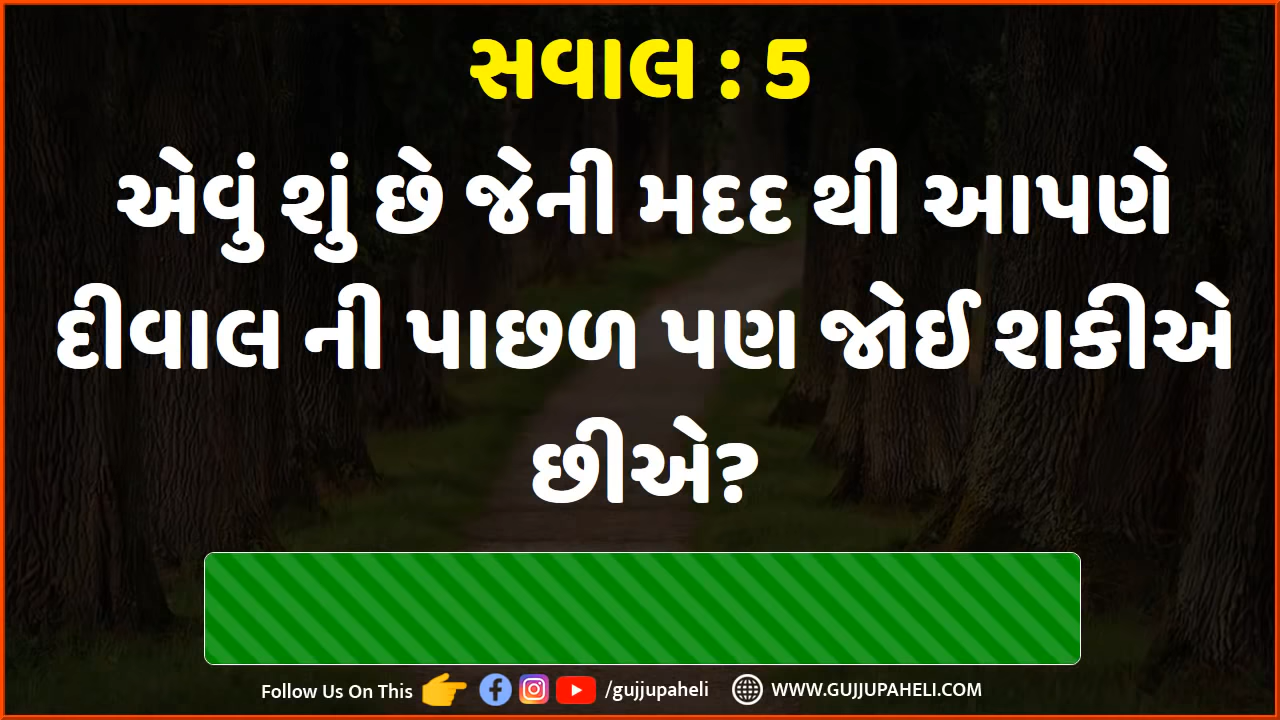 સવાલ : 5
એવું શું છે જેની મદદ થી આપણે
દીવાલ ની પાછળ પણ જોઈ શકીએ
છીએ?
Follow Us On This /gujjupaheli WWW.GUJJUPAHELI.COM